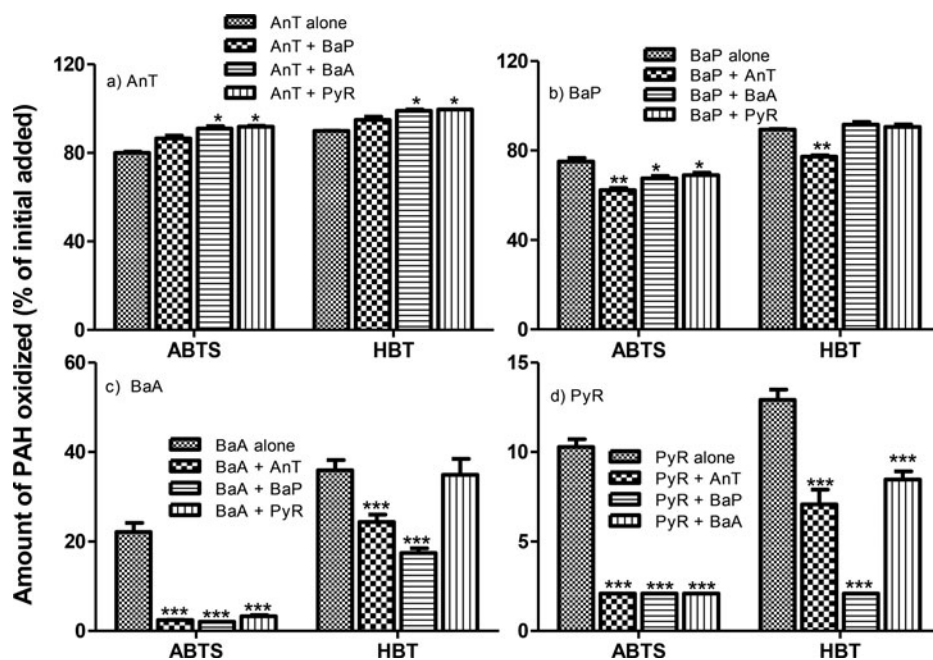 Amount of PAH oxidized (% of initial added)
a) AnT
AnT alone
AnT + BaP
AnT + BaA
AnT + PyR
120
80
40
0
* * * *
ABTS HBT
b) BaP
BaP alone
BaP + AnT
BaP + BaA
BaP + PyR
120
80
40
0
** * * **
ABTS HBT
c) BaA
BaA alone
BaA + AnT
BaA + BaP
BaA + PyR
60
40
20
0
*** *** *** *** ***
ABTS HBT
d) PyR
PyR alone
PyR + AnT
PyR + BaP
PyR + BaA
15
10
5
0
*** *** *** *** *** ***
ABTS HBT